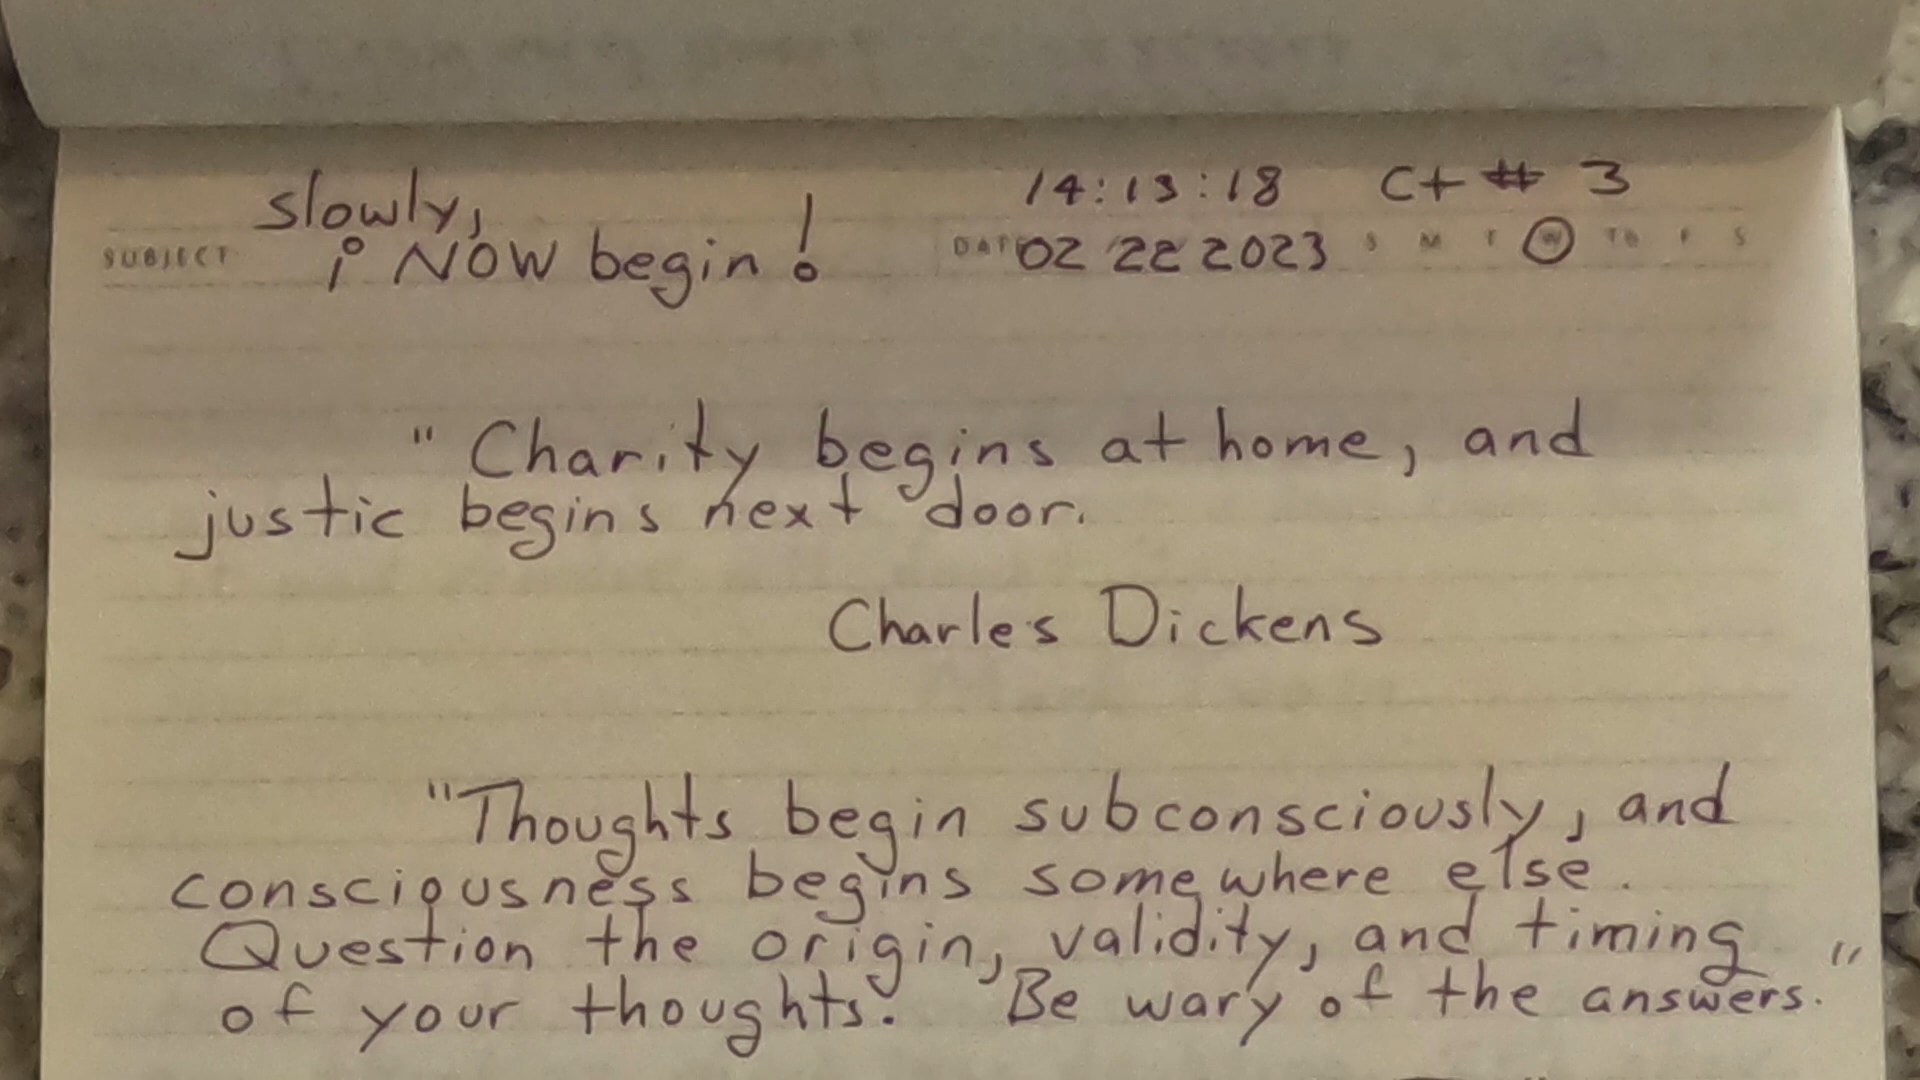 slowly,
SUBJECT i NOW begin!
14:13:18 C+ # 3
DATE 02 22 2023 S M T W Th F S
"Charity begins at home, and
justic begins next door.
Charles Dickens
"Thoughts begin subconsciously, and
consciousness begins somewhere else.
Question the origin, validity, and timing
of your thoughts. Be wary of the answers."